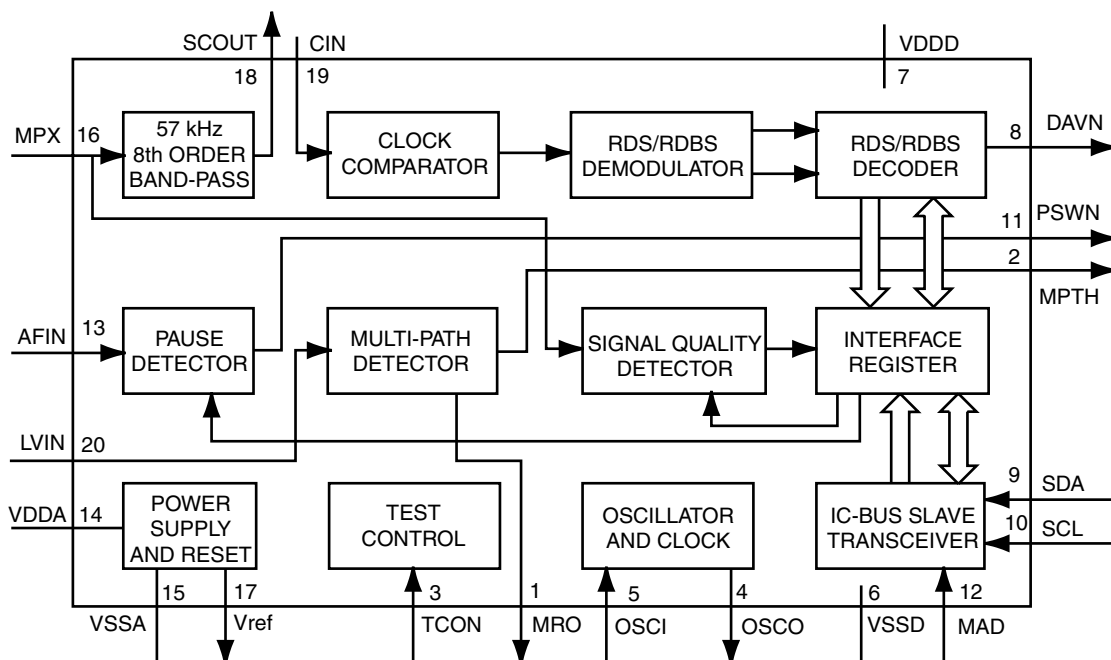 SCOUT
CIN
VDDD
18
19
7
MPX
16
57 kHz
8th ORDER
BAND-PASS
CLOCK
COMPARATOR
RDS/RDBS
DEMODULATOR
RDS/RDBS
DECODER
8
DAVN
11
PSWN
2
MPTH
AFIN
13
PAUSE
DETECTOR
MULTI-PATH
DETECTOR
SIGNAL QUALITY
DETECTOR
INTERFACE
REGISTER
LVIN
20
VDDA
14
POWER
SUPPLY
AND RESET
TEST
CONTROL
OSCILLATOR
AND CLOCK
IC-BUS SLAVE
TRANSCEIVER
9
SDA
10
SCL
15
17
3
1
5
4
6
12
VSSA
Vref
TCON
MRO
OSCI
OSCO
VSSD
MAD